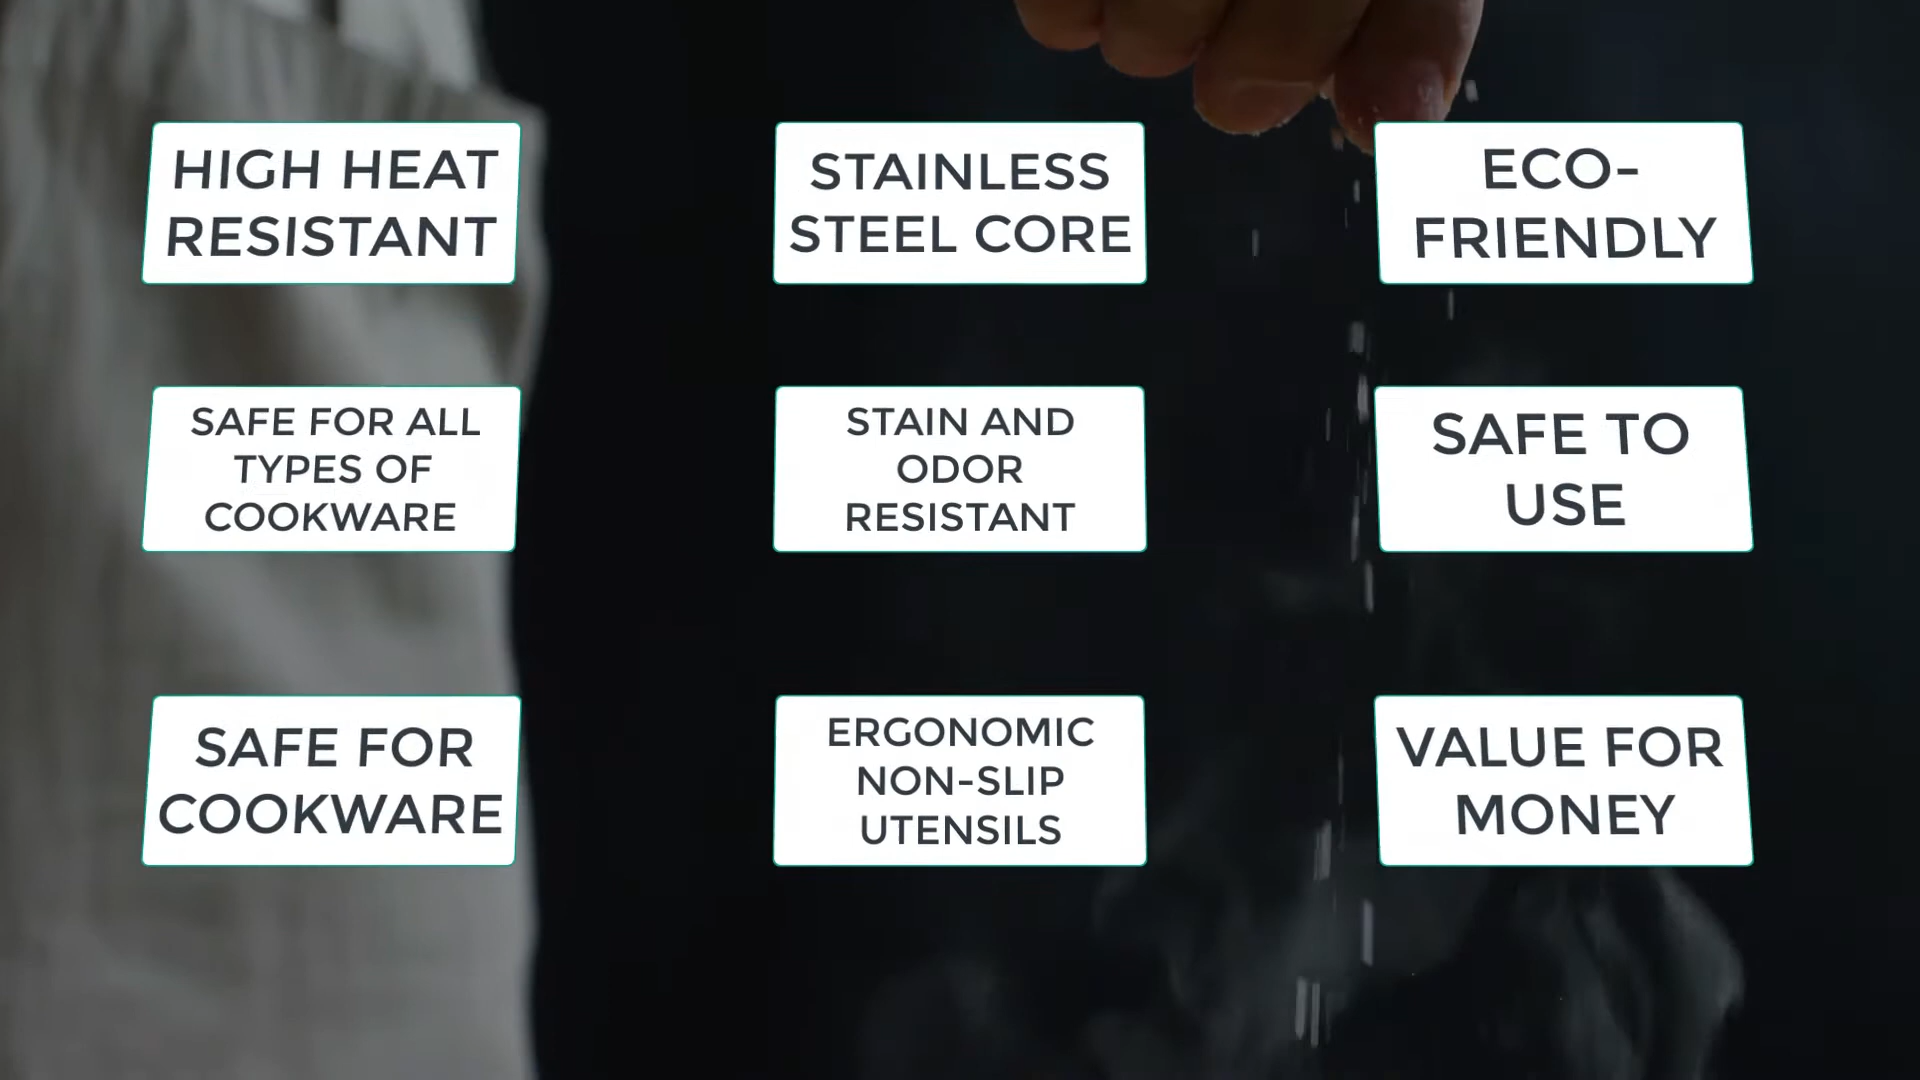 HIGH HEAT
RESISTANT
STAINLESS
STEEL CORE
ECO-
FRIENDLY
SAFE FOR ALL
TYPES OF
COOKWARE
STAIN AND
ODOR
RESISTANT
SAFE TO
USE
SAFE FOR
COOKWARE
ERGONOMIC
NON-SLIP
UTENSILS
VALUE FOR
MONEY